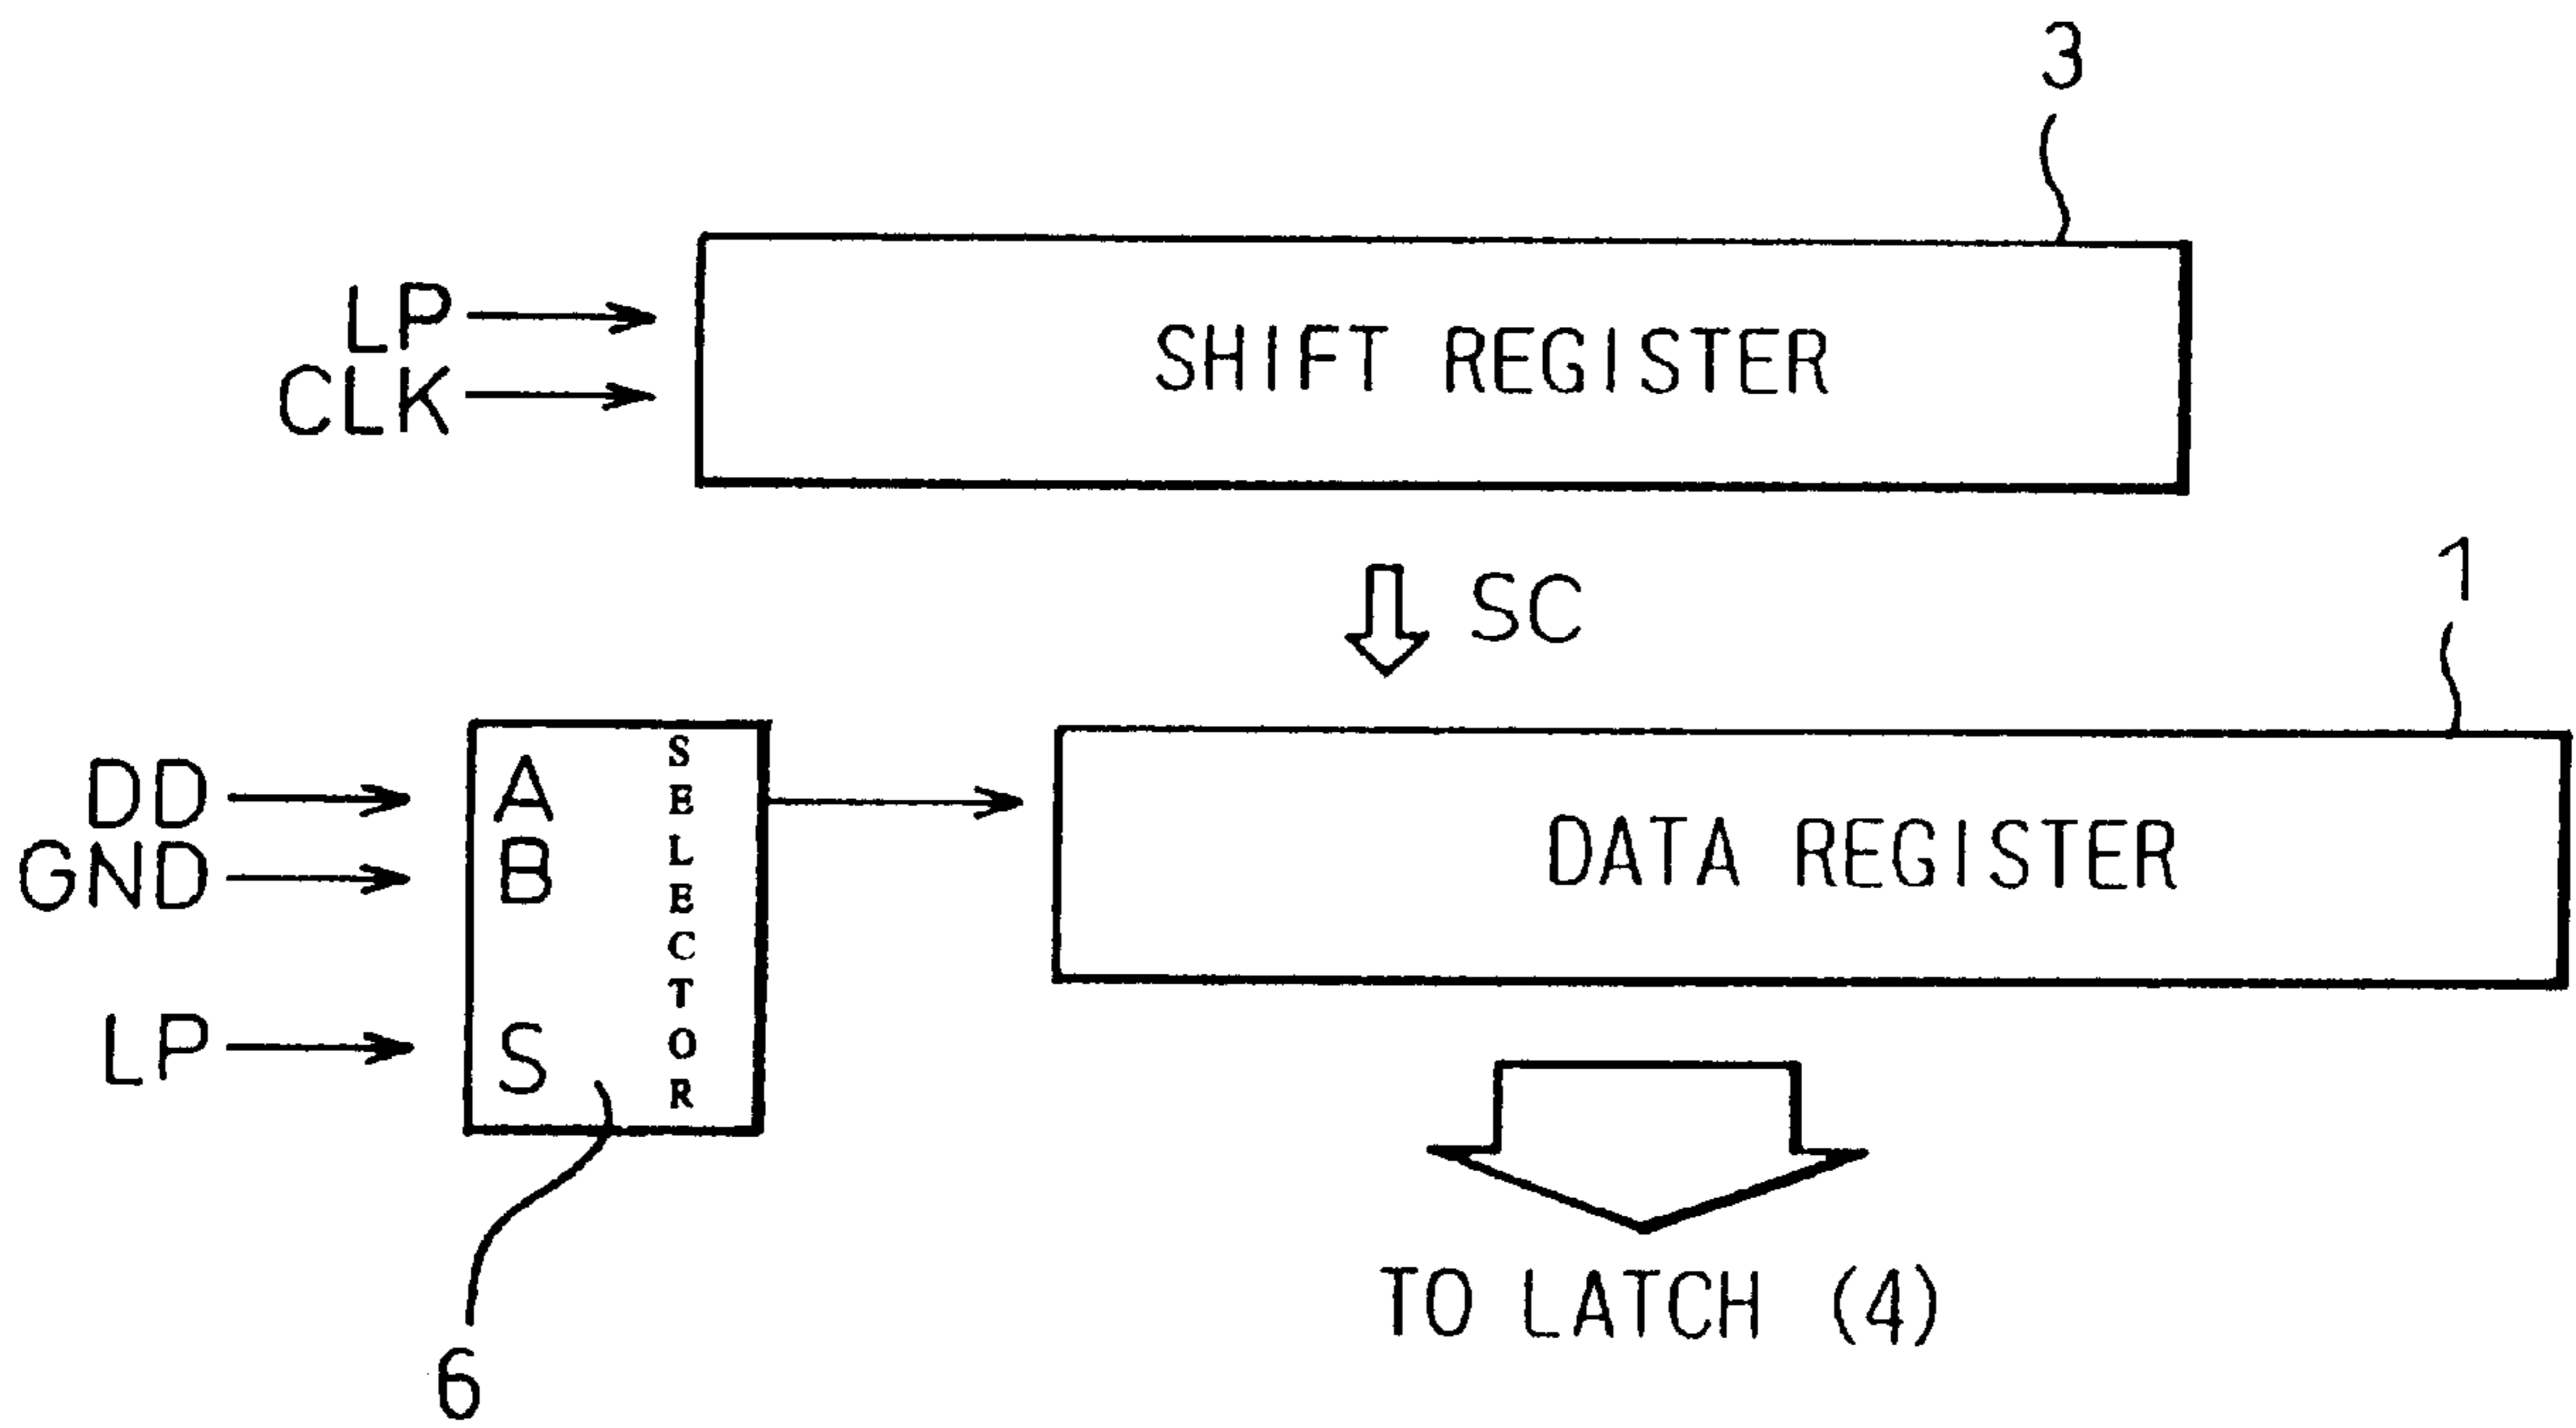 3
LP
CLK
SHIFT REGISTER
SC
1
DD
GND
LP
A
B
S
SELECTOR
DATA REGISTER
6
TO LATCH (4)